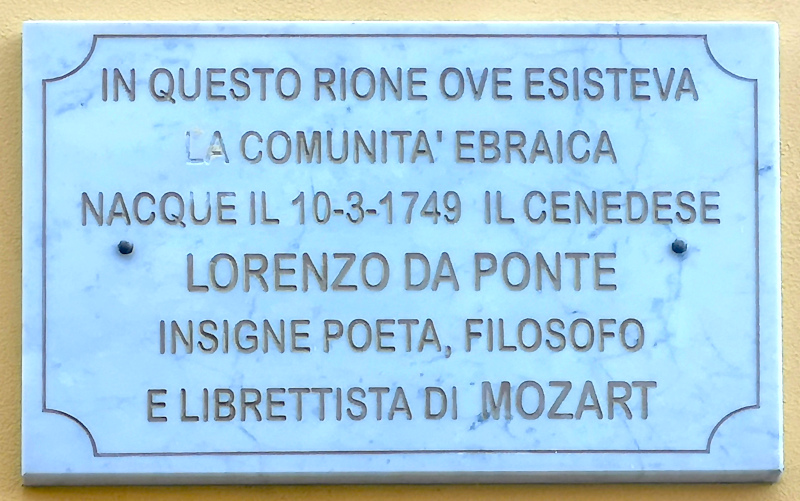 IN QUESTO RIONE OVE ESISTEVA
LA COMUNITA' EBRAICA
NACQUE IL 10-3-1749 IL CENEDESE
LORENZO DA PONTE
INSIGNE POETA, FILOSOFO
E LIBRETTISTA DI MOZART